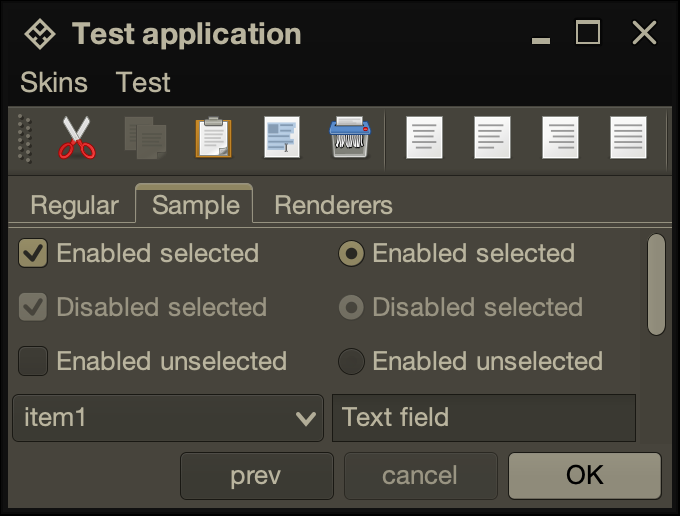 Test application
Skins Test
Regular Sample Renderers
Enabled selected Enabled selected
Disabled selected Disabled selected
Enabled unselected Enabled unselected
item1 Text field
prev cancel OK